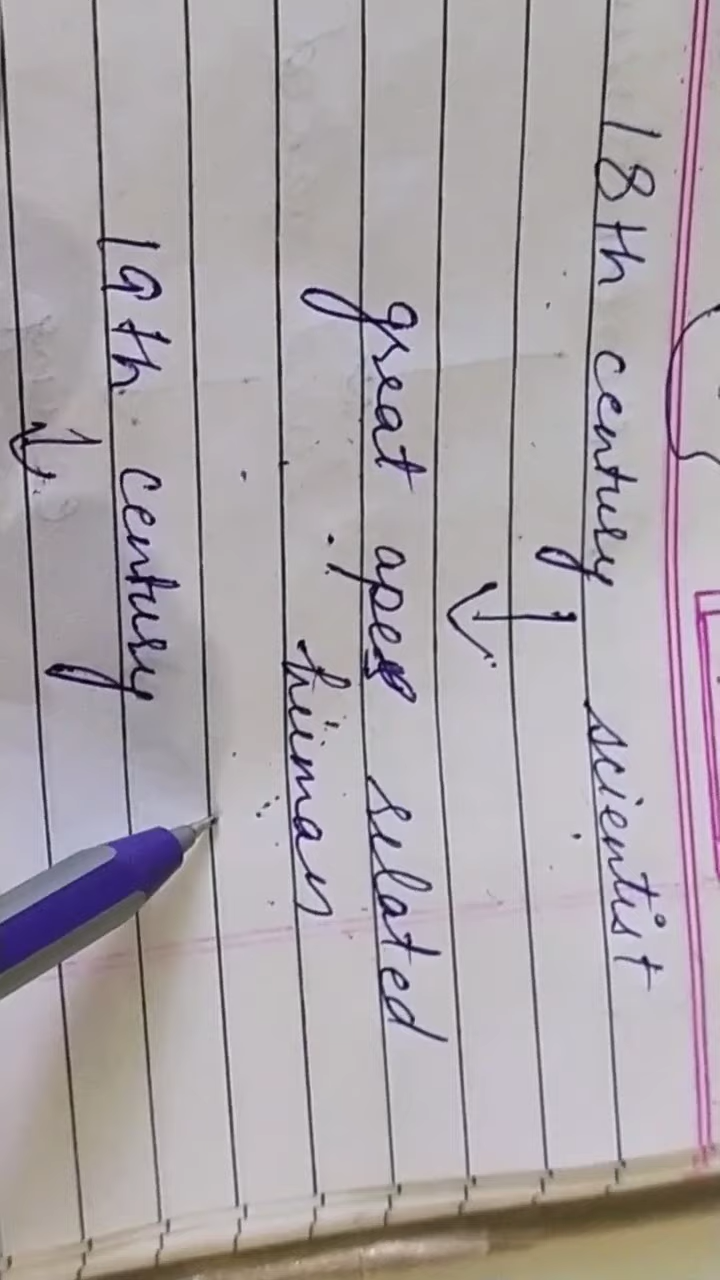 18th century scientist
↓
great apes related
human
19th century
↓